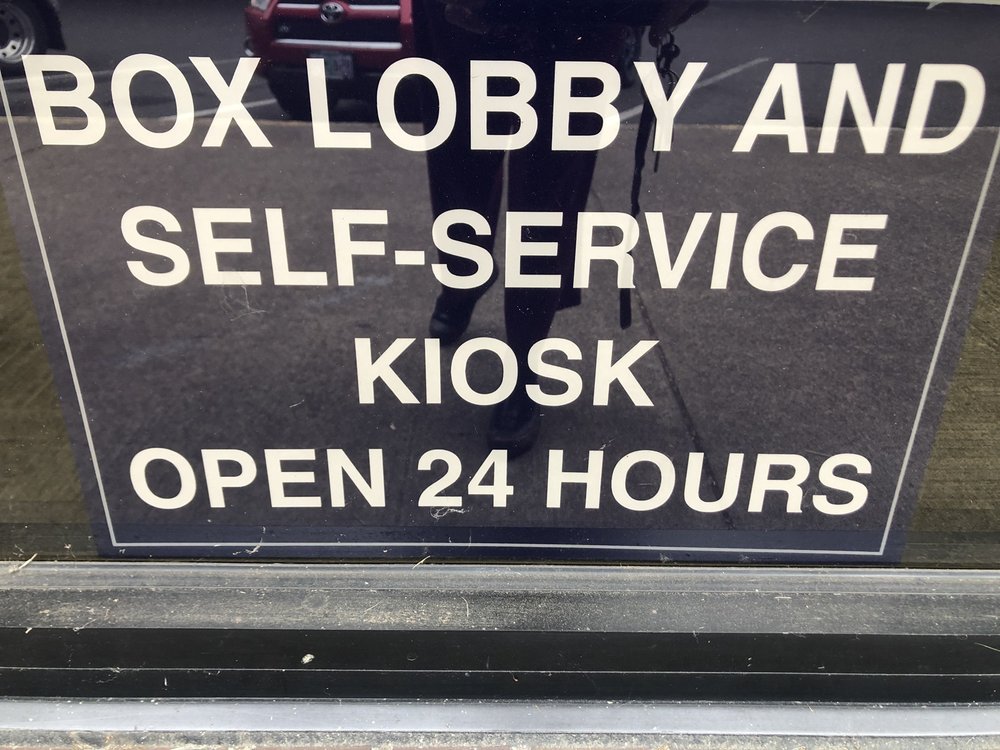 BOX LOBBY AND
SELF-SERVICE
KIOSK
OPEN 24 HOURS